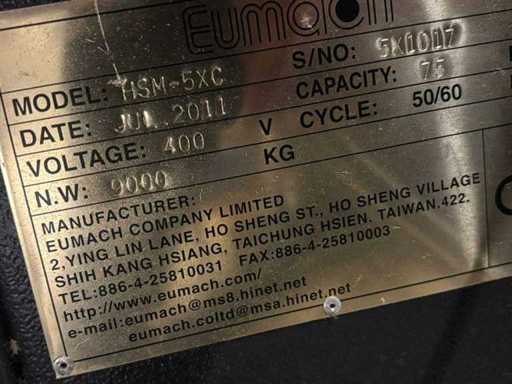 Eumach
MODEL: HSM-5XC S/NO: 5X1017
DATE: JUL.2011 CAPACITY: 75
VOLTAGE: 400 V CYCLE: 50/60
N.W: 9000 KG
MANUFACTURER:
EUMACH COMPANY LIMITED
2,YING LIN LANE, HO SHENG ST., HO SHENG VILLAGE
SHIH KANG HSIANG, TAICHUNG HSIEN. TAIWAN.422.
TEL:886-4-25810031 FAX:886-4-25810003
http://www.eumach.com/
e-mail:eumach@ms8.hinet.net
eumach.coltd@msa.hinet.net